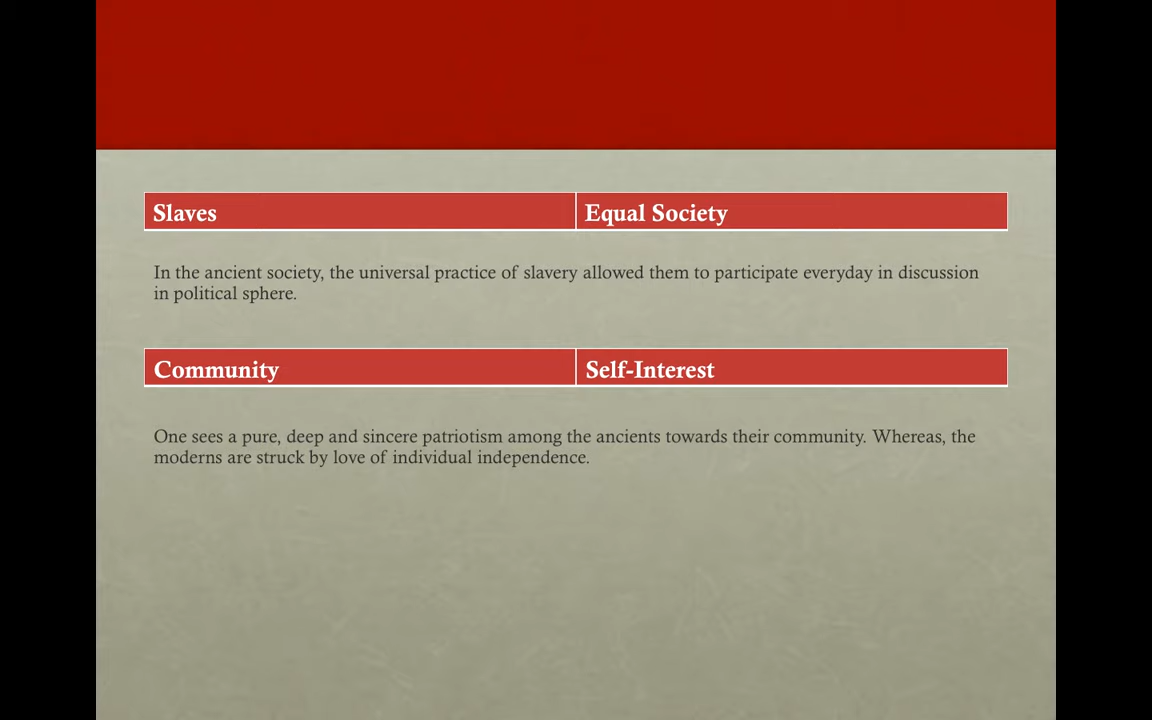 Slaves
Equal Society
In the ancient society, the universal practice of slavery allowed them to participate everyday in discussion
in political sphere.
Community
Self-Interest
One sees a pure, deep and sincere patriotism among the ancients towards their community. Whereas, the
moderns are struck by love of individual independence.